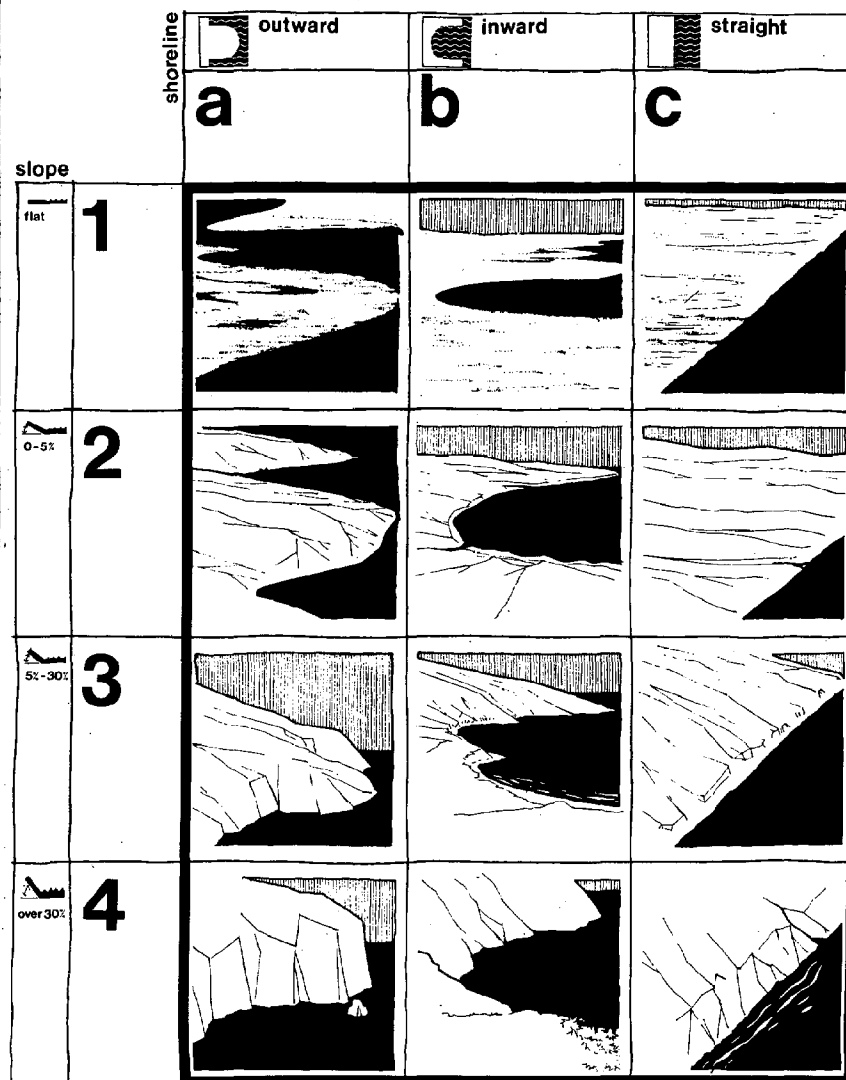 shoreline
outward
inward
straight
a
b
c
slope
flat
1
0-5%
2
5%-30%
3
over 30%
4